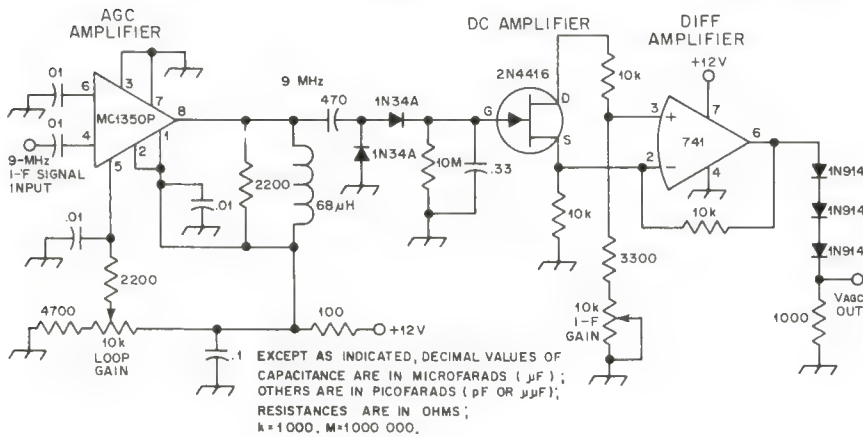 AGC
AMPLIFIER
DC AMPLIFIER
DIFF
AMPLIFIER
+12V
.01
6
3
7
MC1350P
8
9 MHz
470
1N34A
2N4416
G
D
S
10k
3
+
7
741
6
2
−
4
.01
4
5
2
1
9-MHz
I-F SIGNAL
INPUT
.01
2200
68µH
1N34A
10M
.33
10k
10k
1N914
1N914
1N914
.01
2200
3300
VAGC
OUT
4700
10k
LOOP
GAIN
100
+12V
.1
10k
I-F
GAIN
1000
EXCEPT AS INDICATED, DECIMAL VALUES OF
CAPACITANCE ARE IN MICROFARADS (µF);
OTHERS ARE IN PICOFARADS (pF OR µµF);
RESISTANCES ARE IN OHMS;
k=1000, M=1000 000.